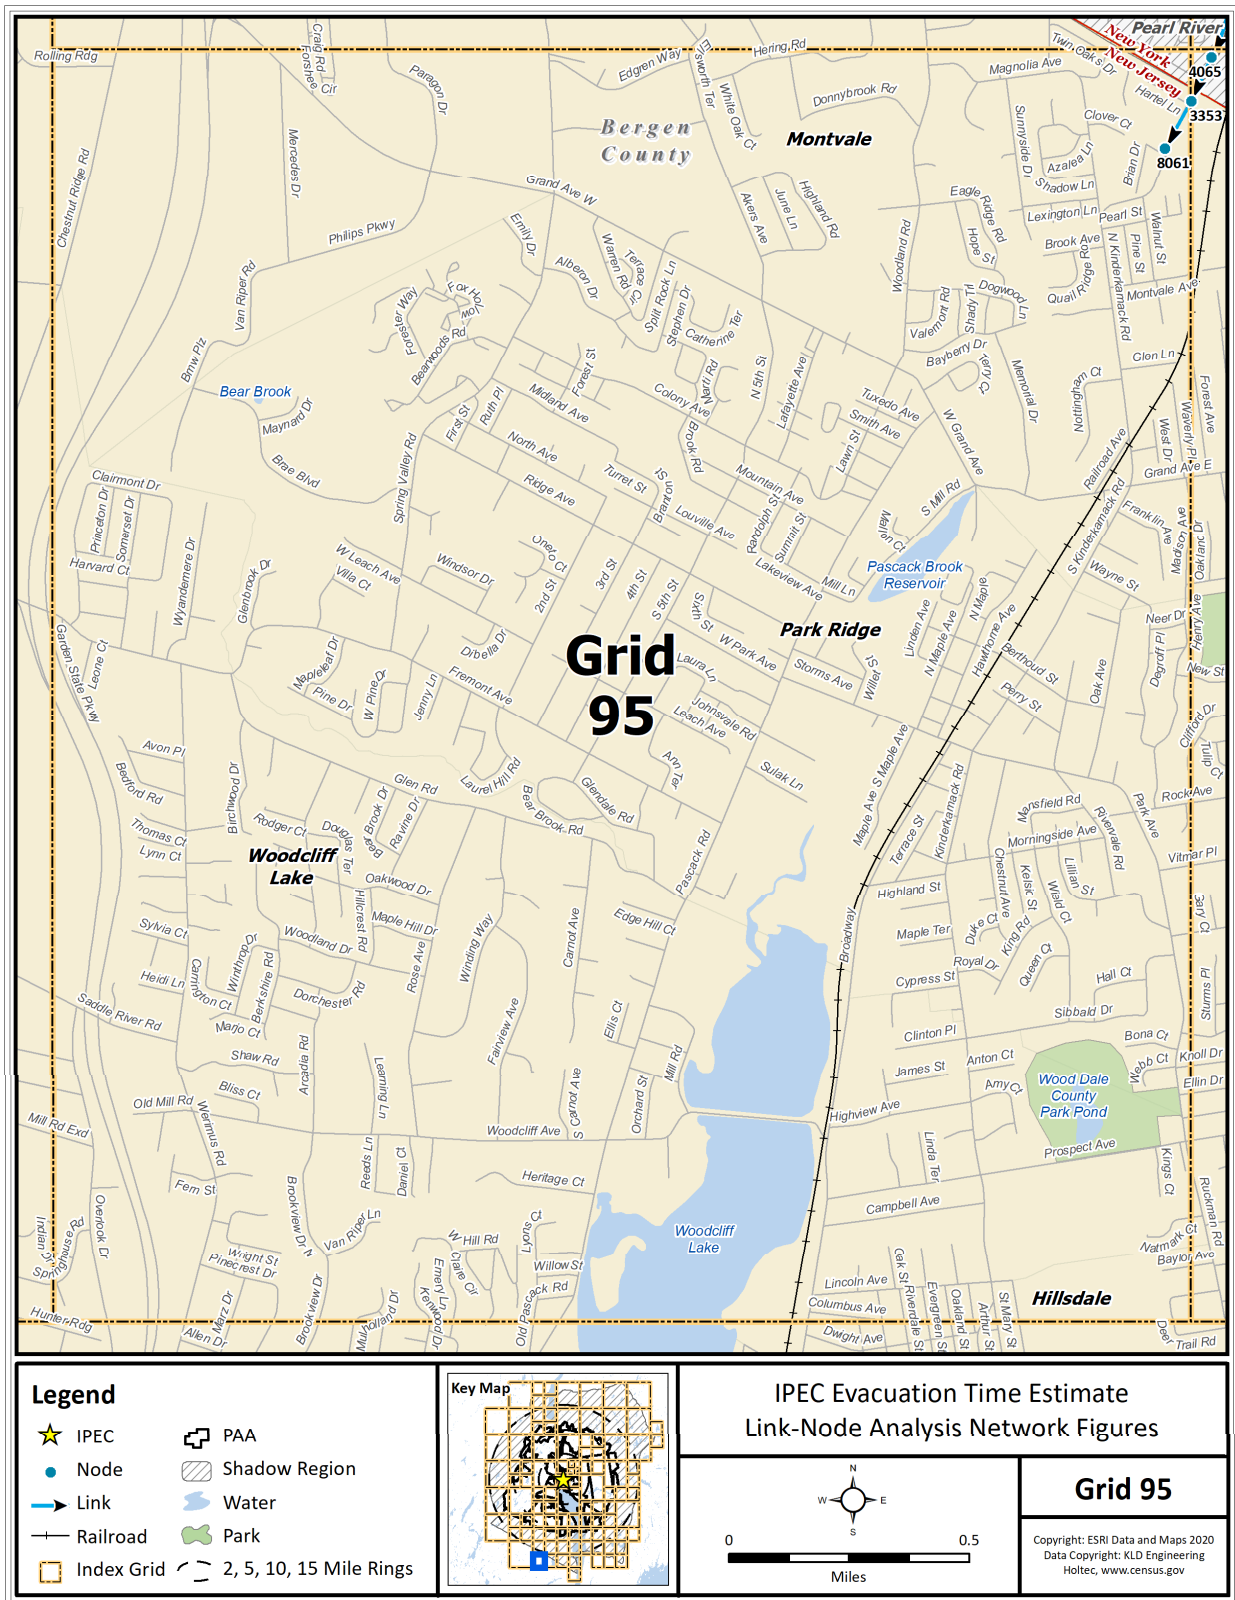 Pearl River
New York
New Jersey
4065
3353
8061
Rolling Rdg
Craig Rd
Forshee
Cir
Paragon Dr
Edgren Way
Hering Rd
White Oak Ct
Donnybrook Rd
Twin Oaks Dr
Magnolia Ave
Hartel Ln
Clover Ct
Bergen
County
Montvale
Sunnyside Dr
Azalea Ln
Shadow Ln
Brian Dr
Chestnut Ridge Rd
Mercedes Dr
Grand Ave W
Akers Ave
June Ln
Highland Rd
Eagle Ridge Rd
Lexington Ln
Pearl St
Walnut St
Philips Pkwy
Emily Dr
Warren Rd
Terrace Cir
Alberon Dr
Split Rock Ln
Stephen Dr
Catherine Ter
Woodland Rd
Hope St
Brook Ave
Pine St
Quail Ridge Rd
N Kinderkamack Rd
Montvale Ave
Dogwood Ln
Shady Trl
Valemont Rd
Bayberry Dr
Terry Ct
Memorial Dr
Glen Ln
Van Riper Rd
Fox Hollow
Forester Way
Bearwoods Rd
Bmw Plz
Bear Brook
Maynard Dr
Brae Blvd
First St
Ruth Pl
Midland Ave
Forest St
Colony Ave
Marti Rd
Brook Rd
N 5th St
Lafayette Ave
Tuxedo Ave
Smith Ave
Lawn St
W Grand Ave
Nottingham Ct
Railroad Ave
West Dr
Waverly Pl
Forest Ave
Grand Ave E
Clairmont Dr
Princeton Dr
Somerset Dr
Harvard Ct
Wyandemere Dr
Glenbrook Dr
Spring Valley Rd
North Ave
Ridge Ave
Turret St
Branton St
Louville Ave
Mountain Ave
Randolph St
Sumait St
Lakeview Ave
Mill Ln
S Mill Rd
Pascack Brook
Reservoir
S Kinderkamack Rd
Franklin Ave
Madison Ave
Oakland Dr
Wayne St
W Leach Ave
Villa Ct
Windsor Dr
Oneto Ct
2nd St
3rd St
4th St
S 5th St
Sixth St
W Park Ave
Park Ridge
Linden Ave
N Maple Ave
N Maple
Hawthorne Ave
Neer Dr
Henry Ave
Degroff Pl
New St
Garden State Pkwy
Leone Ct
Mapleleaf Dr
Pine Dr
W Pine Dr
Jenny Ln
Dibella Dr
Fremont Ave
Grid
95
Laura Ln
Storms Ave
Willet St
Johnsvale Rd
Leach Ave
Ann Ter
Sulak Ln
Berthoud St
Perry St
Oak Ave
Clifford Dr
Tulip Ct
Avon Pl
Bedford Rd
Birchwood Dr
Glen Rd
Laurel Hill Rd
Bear Brook Rd
Glendale Rd
Maple Ave
S Maple Ave
Kinderkamack Rd
Mansfield Rd
Rivervale Rd
Park Ave
Rock Ave
Thomas Ct
Lynn Ct
Rodger Ct
Douglas Ter
Bear Brook Dr
Ravine Dr
Woodcliff
Lake
Oakwood Dr
Pascack Rd
Terrace St
Morningside Ave
Vitmar Pl
Highland St
Chestnut Ave
Kelsik St
Lillian St
Wiald Ct
Sylvia Ct
Woodland Dr
Hillcrest Rd
Maple Hill Dr
Rose Ave
Winding Way
Carnot Ave
Edge Hill Ct
Broadway
Maple Ter
Duke Ct
King Rd
Royal Dr
Queen Ct
Cypress St
Hall Ct
Gary Ct
Sturms Pl
Heidi Ln
Carrington Ct
Winthrop Dr
Berkshire Rd
Dorchester Rd
Saddle River Rd
Marjo Ct
Shaw Rd
Arcadia Rd
Fairview Ave
Ellis Ct
Clinton Pl
Sibbald Dr
Bona Ct
Anton Ct
Amy Ct
Webb Ct
Knoll Dr
Ellin Dr
James St
Wood Dale
County
Park Pond
Bliss Ct
Old Mill Rd
Werimus Rd
Learning Ln
Woodcliff Ave
S Carnot Ave
Orchard St
Mill Rd
Highview Ave
Prospect Ave
Mill Rd Exd
Reeds Ln
Daniel Ct
Heritage Ct
Linda Ter
Kings Ct
Ruckman Rd
Fern St
Campbell Ave
Overlook Dr
Indian Dr
Springhouse Rd
Brookview Dr N
Van Riper Ln
Wright St
Pinecrest Dr
W Hill Rd
Claire Cir
Lyons Ct
Willow St
Woodcliff
Lake
Natmark Ct
Baylor Ave
Emery Ln
Kenwood Dr
Old Pascack Rd
Lincoln Ave
Columbus Ave
Dwight Ave
Oak St
Riverdale St
Evergreen St
Oakland St
Arthur St
St Mary St
Hillsdale
Hunter Rdg
Marz Dr
Allen Dr
Brookview Dr
Mulholland Dr
Deer Trail Rd
Legend
IPEC
Node
Link
Railroad
Index Grid
PAA
Shadow Region
Water
Park
2, 5, 10, 15 Mile Rings
Key Map
IPEC Evacuation Time Estimate
Link-Node Analysis Network Figures
N
W
E
S
0
0.5
Miles
Grid 95
Copyright: ESRI Data and Maps 2020
Data Copyright: KLD Engineering
Holtec, www.census.gov